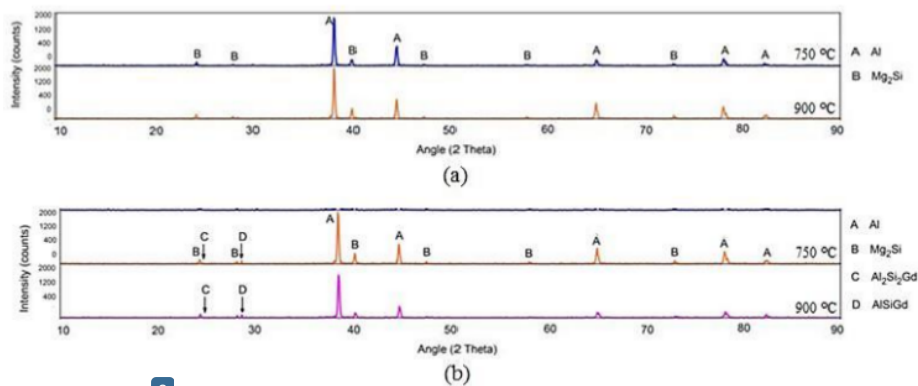 Intensity (counts)
2000
1200
400
0
A
B B B A B B A B A A
750 ºC
A Al
2000
1200
400
0
B Mg₂Si
900 ºC
10 20 30 40 50 60 70 80 90
Angle (2 Theta)
(a)
Intensity (counts)
2000
1200
400
0
A
C D
B B B A B B A B A A
750 ºC
A Al
B Mg₂Si
2000
1200
400
C D
900 ºC
C Al₂Si₂Gd
D AlSiGd
10 20 30 40 50 60 70 80 90
Angle (2 Theta)
(b)